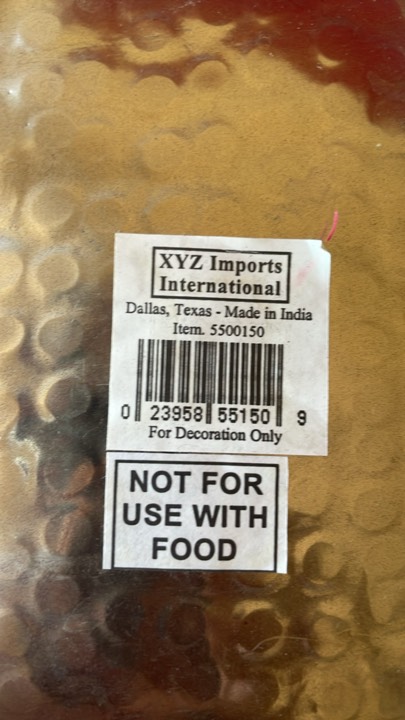 XYZ Imports
International
Dallas, Texas - Made in India
Item. 5500150
0 23958 55150 9
For Decoration Only
NOT FOR
USE WITH
FOOD